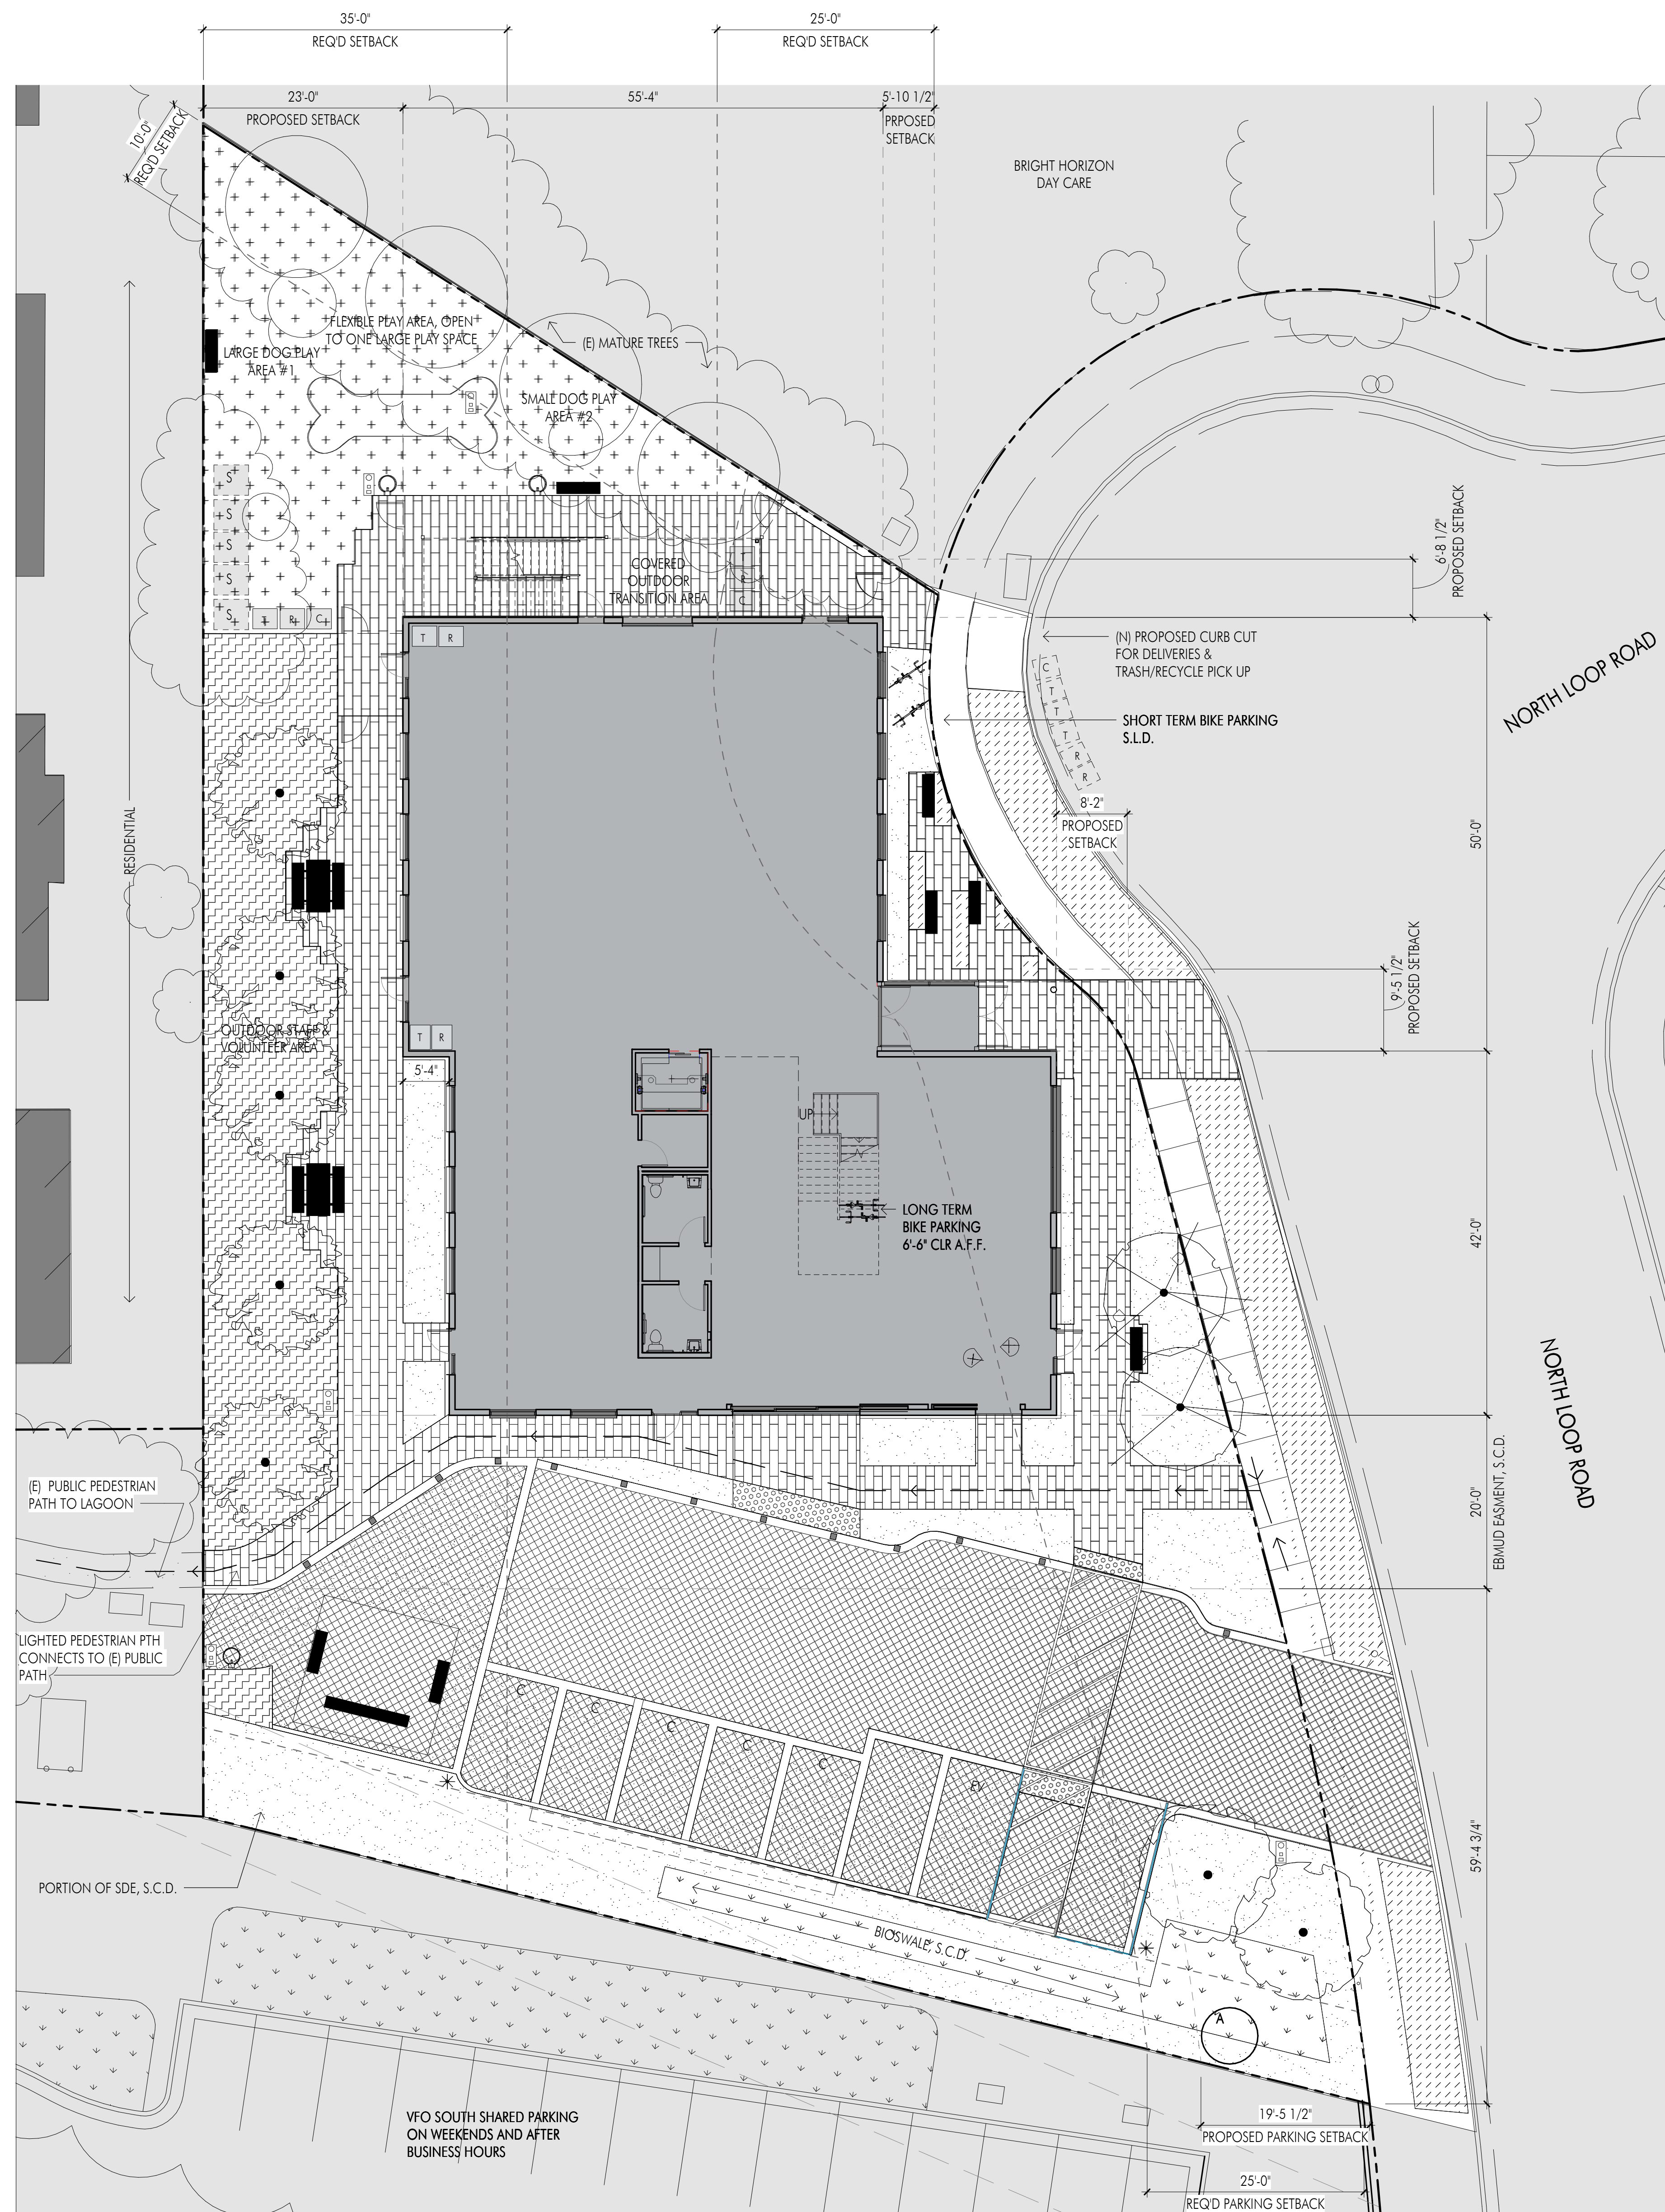 35'-0"
REQ'D SETBACK
25'-0"
REQ'D SETBACK
23'-0"
PROPOSED SETBACK
55'-4"
5'-10 1/2"
PRPOSED
SETBACK
10'-0"
REQ'D SETBACK
BRIGHT HORIZON
DAY CARE
FLEXIBLE PLAY AREA, OPEN
TO ONE LARGE PLAY SPACE
(E) MATURE TREES
LARGE DOG PLAY
AREA #1
SMALL DOG PLAY
AREA #2
S
S
S
S
S
T
R
C
COVERED
OUTDOOR
TRANSITION AREA
T
R
C
T
R
6'-8 1/2"
PROPOSED SETBACK
(N) PROPOSED CURB CUT
FOR DELIVERIES &
TRASH/RECYCLE PICK UP
C
T
T
T
R
R
NORTH LOOP ROAD
SHORT TERM BIKE PARKING
S.L.D.
8'-2"
PROPOSED
SETBACK
50'-0"
RESIDENTIAL
9'-5 1/2"
PROPOSED SETBACK
OUTDOOR STAFF &
VOLUNTEER AREA
T
R
5'-4"
UP
LONG TERM
BIKE PARKING
6'-6" CLR A.F.F.
42'-0"
NORTH LOOP ROAD
(E) PUBLIC PEDESTRIAN
PATH TO LAGOON
20'-0"
EBMUD EASMENT, S.C.D.
LIGHTED PEDESTRIAN PTH
CONNECTS TO (E) PUBLIC
PATH
C
C
C
C
C
EV
59'-4 3/4"
PORTION OF SDE, S.C.D.
BIOSWALE, S.C.D.
A
VFO SOUTH SHARED PARKING
ON WEEKENDS AND AFTER
BUSINESS HOURS
19'-5 1/2"
PROPOSED PARKING SETBACK
25'-0"
REQ'D PARKING SETBACK